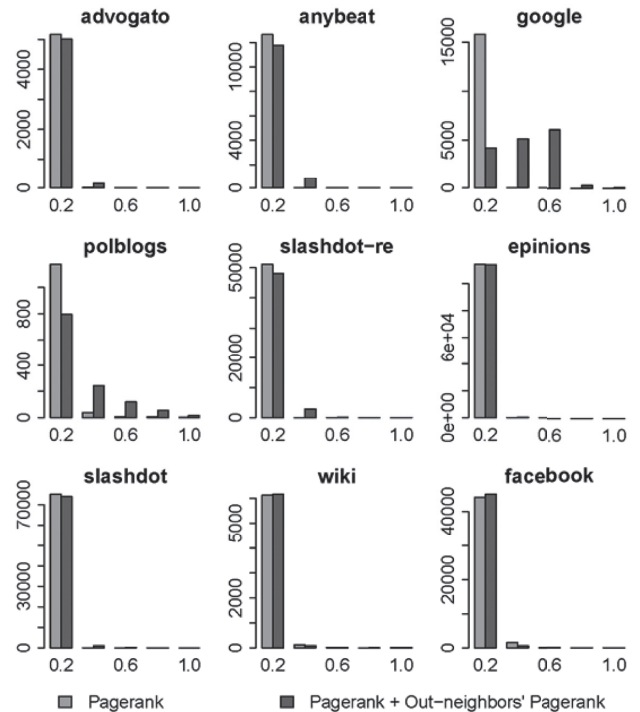 advogato anybeat google
4000
2000
0
0.2 0.6 1.0
10000
4000
0
0.2 0.6 1.0
15000
5000
0
0.2 0.6 1.0
polblogs slashdot−re epinions
800
400
0
0.2 0.6 1.0
50000
20000
0
0.2 0.6 1.0
6e+04
0e+00
0.2 0.6 1.0
slashdot wiki facebook
70000
30000
0
0.2 0.6 1.0
5000
2000
0
0.2 0.6 1.0
40000
20000
0
0.2 0.6 1.0
Pagerank Pagerank + Out−neighbors' Pagerank